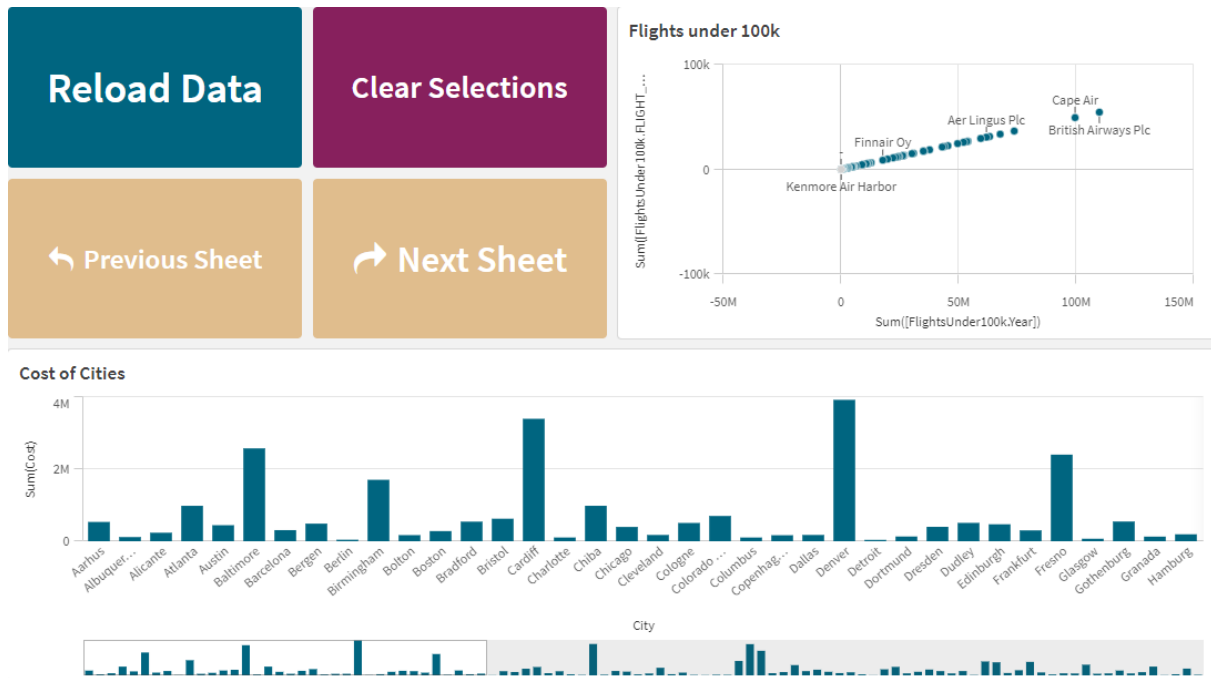 Reload Data
Clear Selections
Previous Sheet
Next Sheet
Flights under 100k
100k
0
-100k
Sum([FlightsUnder100k.FLIGHT_...
Cape Air
Aer Lingus Plc
British Airways Plc
Finnair Oy
Kenmore Air Harbor
-50M
0
50M
100M
150M
Sum([FlightsUnder100k.Year])
Cost of Cities
4M
2M
0
Sum(Cost)
Aarhus
Albuquer...
Alicante
Atlanta
Austin
Baltimore
Barcelona
Bergen
Berlin
Birmingham
Bolton
Boston
Bradford
Bristol
Cardiff
Charlotte
Chiba
Chicago
Cleveland
Cologne
Colorado ...
Columbus
Copenhag...
Dallas
Denver
Detroit
Dortmund
Dresden
Dudley
Edinburgh
Frankfurt
Fresno
Glasgow
Gothenburg
Granada
Hamburg
City